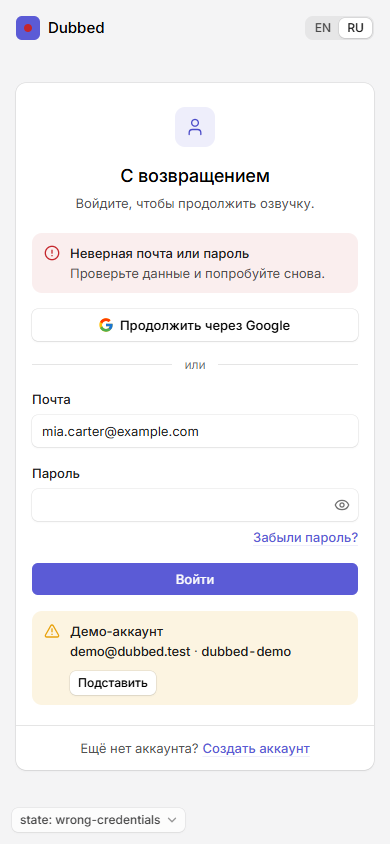 Dubbed
EN RU
С возвращением
Войдите, чтобы продолжить озвучку.
Неверная почта или пароль
Проверьте данные и попробуйте снова.
Продолжить через Google
или
Почта
mia.carter@example.com
Пароль
Забыли пароль?
Войти
Демо-аккаунт
demo@dubbed.test · dubbed-demo
Подставить
Ещё нет аккаунта? Создать аккаунт
state: wrong-credentials